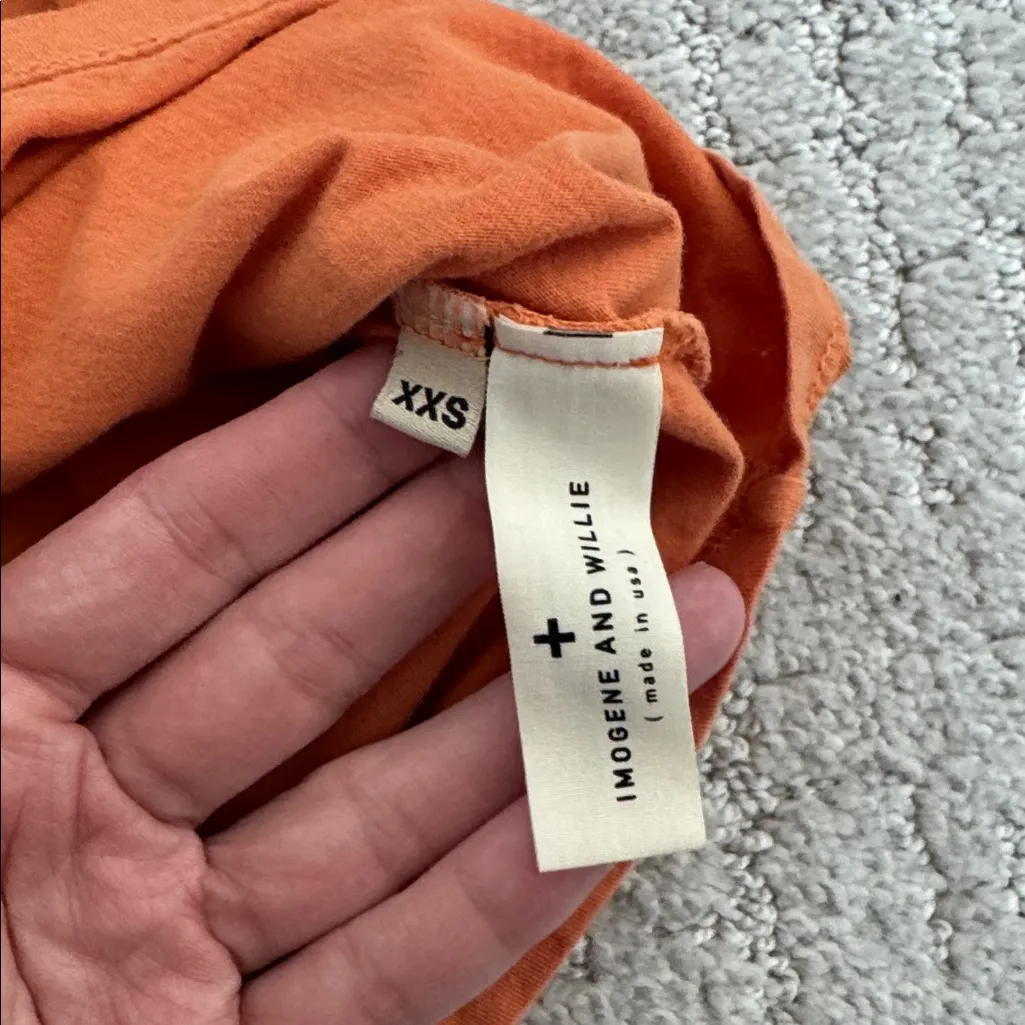 XXS
+
IMOGENE AND WILLIE
( made in usa )